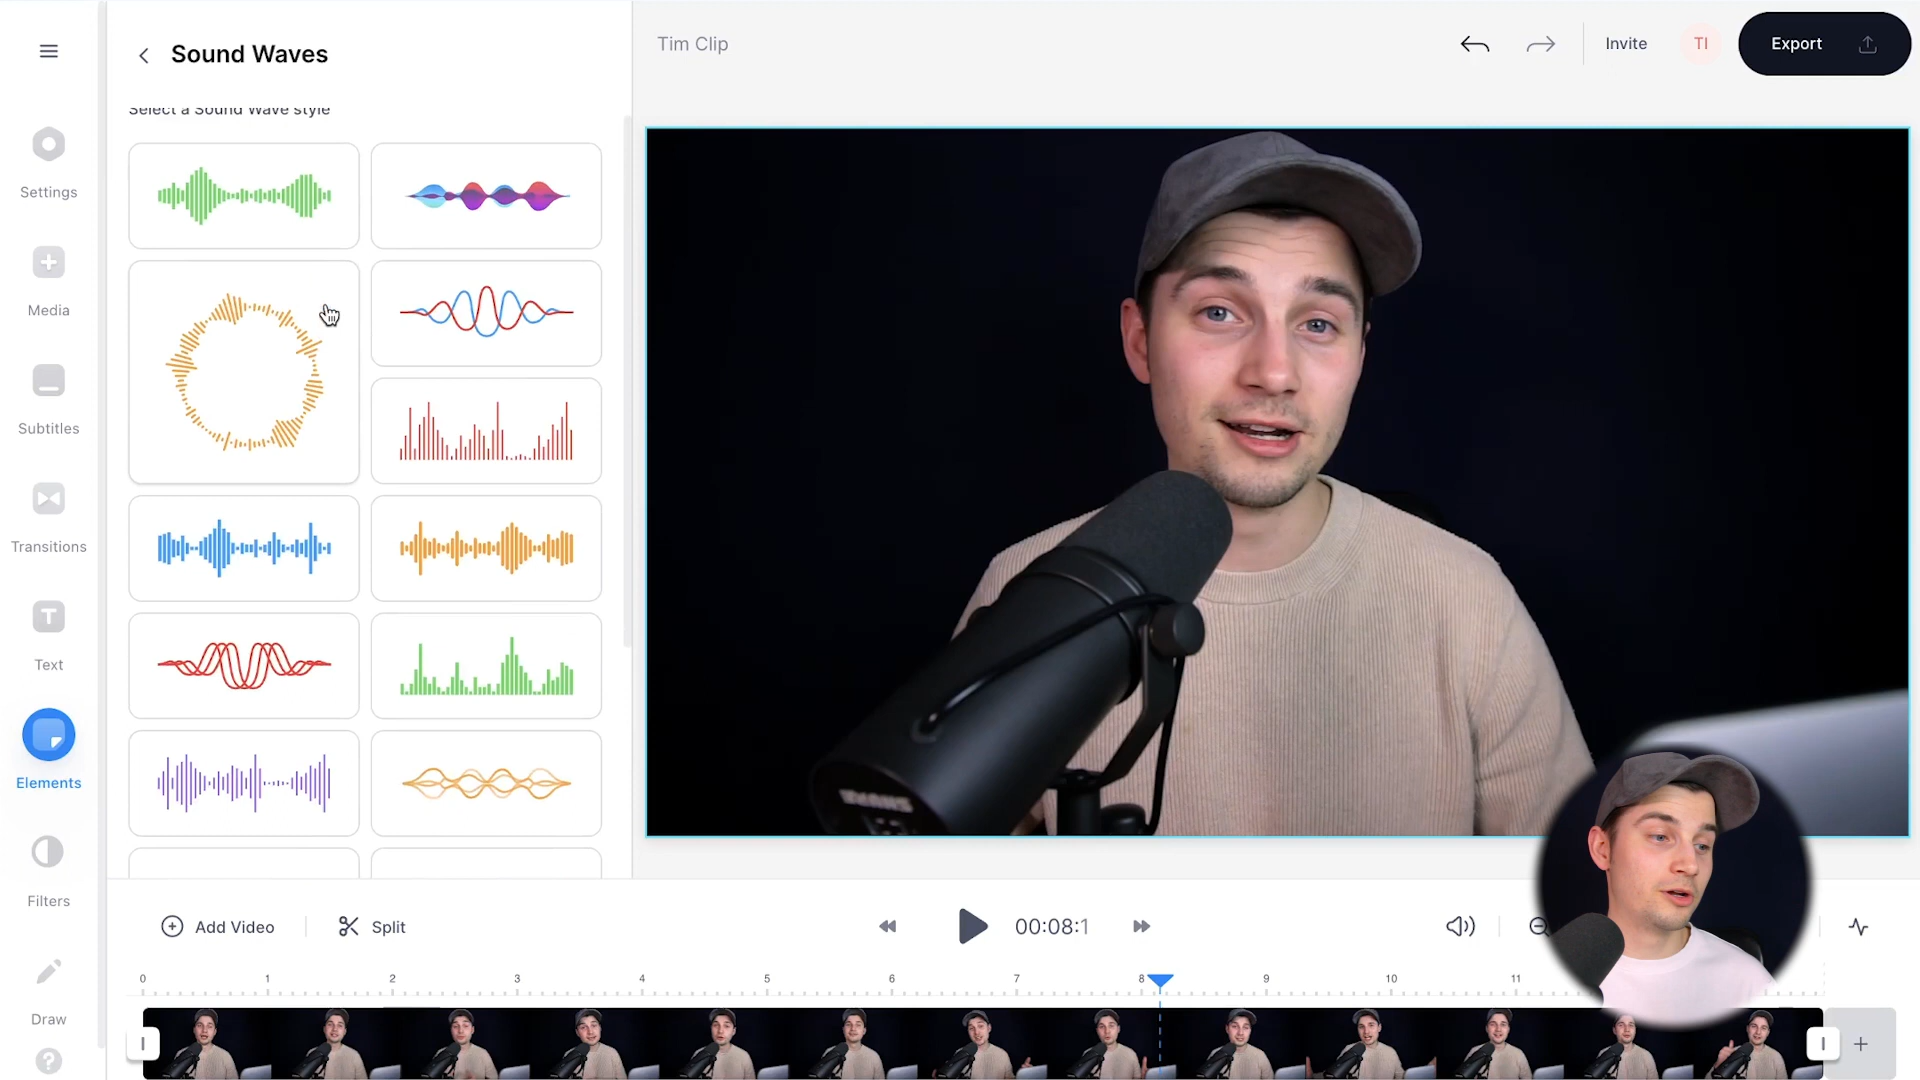 Sound Waves
Tim Clip
Invite
TI
Export
Select a Sound Wave style
Settings
Media
Subtitles
Transitions
T
Text
Elements
Filters
Draw
?
Add Video
Split
00:08:1
0 1 2 3 4 5 6 7 8 9 10 11